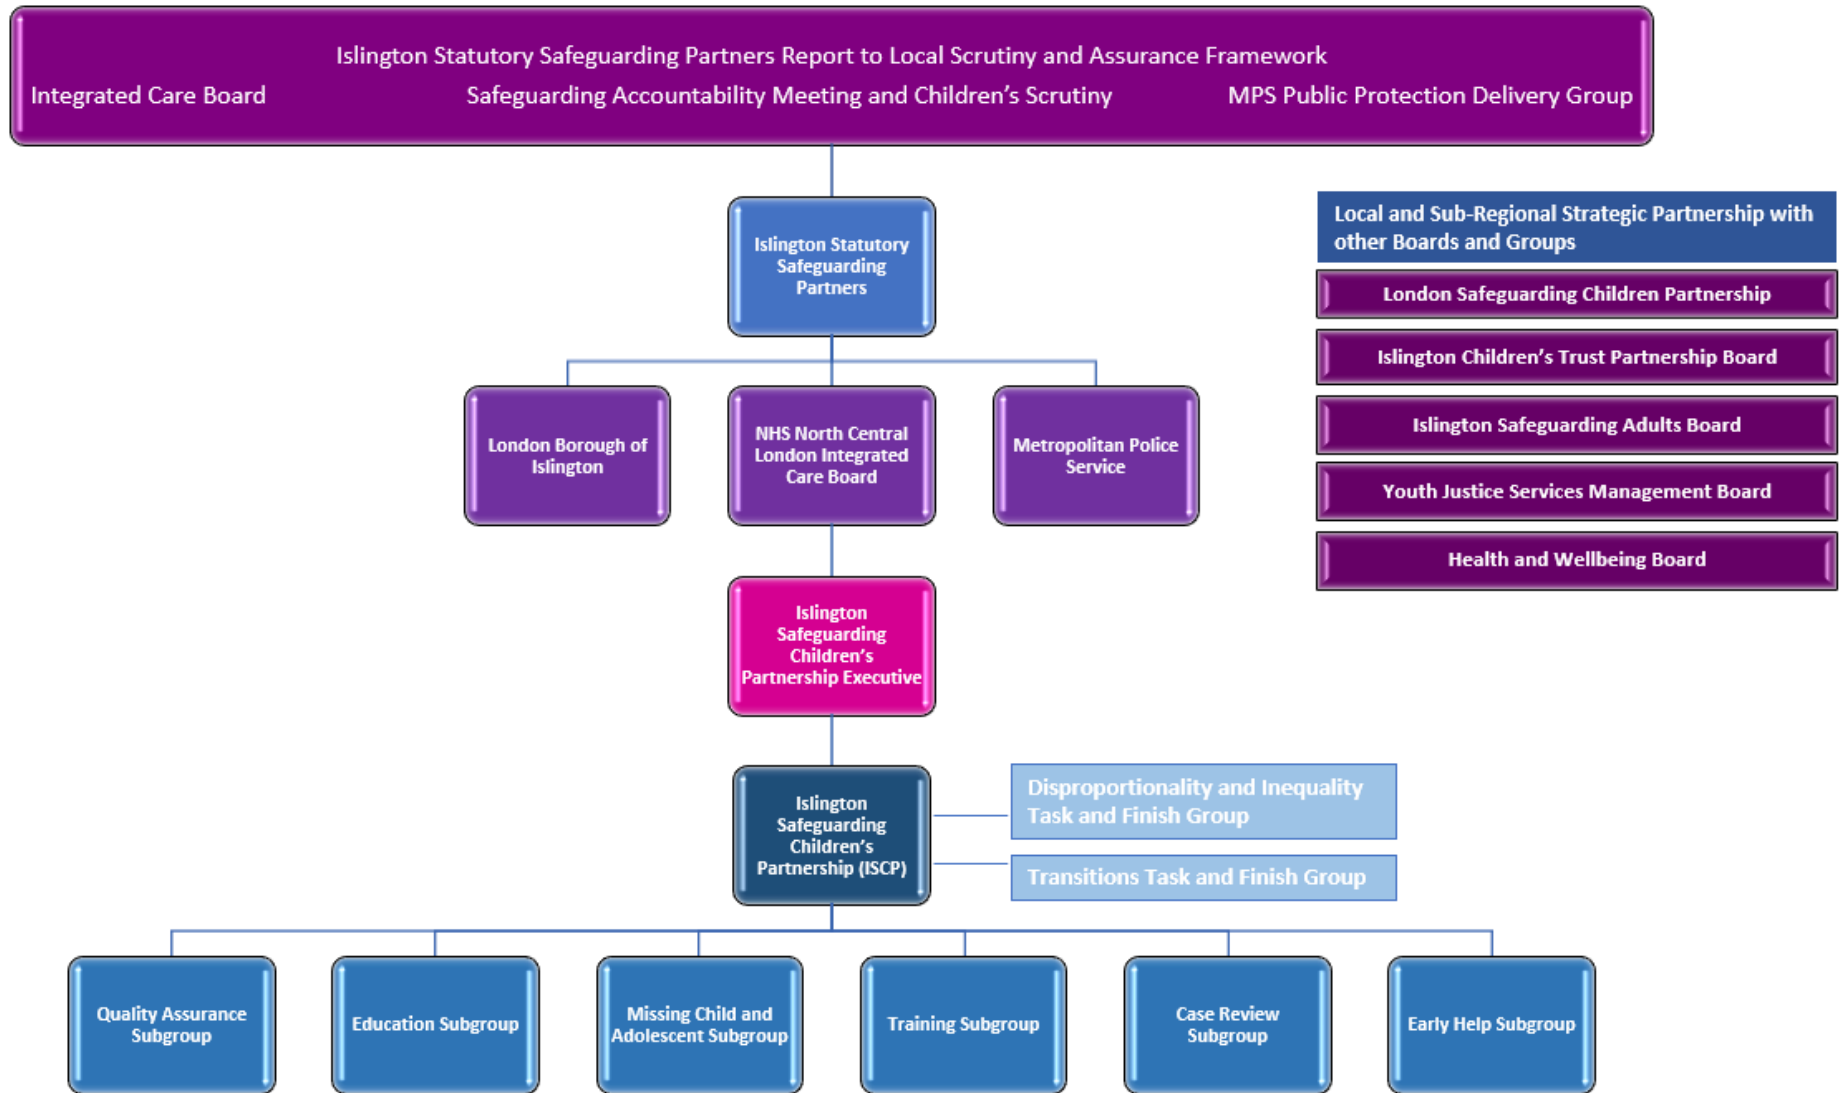 Islington Statutory Safeguarding Partners Report to Local Scrutiny and Assurance Framework
Integrated Care Board
Safeguarding Accountability Meeting and Children’s Scrutiny
MPS Public Protection Delivery Group
Islington Statutory
Safeguarding
Partners
Local and Sub-Regional Strategic Partnership with
other Boards and Groups
London Safeguarding Children Partnership
Islington Children’s Trust Partnership Board
Islington Safeguarding Adults Board
Youth Justice Services Management Board
Health and Wellbeing Board
London Borough of
Islington
NHS North Central
London Integrated
Care Board
Metropolitan Police
Service
Islington
Safeguarding
Children’s
Partnership Executive
Islington
Safeguarding
Children’s
Partnership (ISCP)
Disproportionality and Inequality
Task and Finish Group
Transitions Task and Finish Group
Quality Assurance
Subgroup
Education Subgroup
Missing Child and
Adolescent Subgroup
Training Subgroup
Case Review
Subgroup
Early Help Subgroup